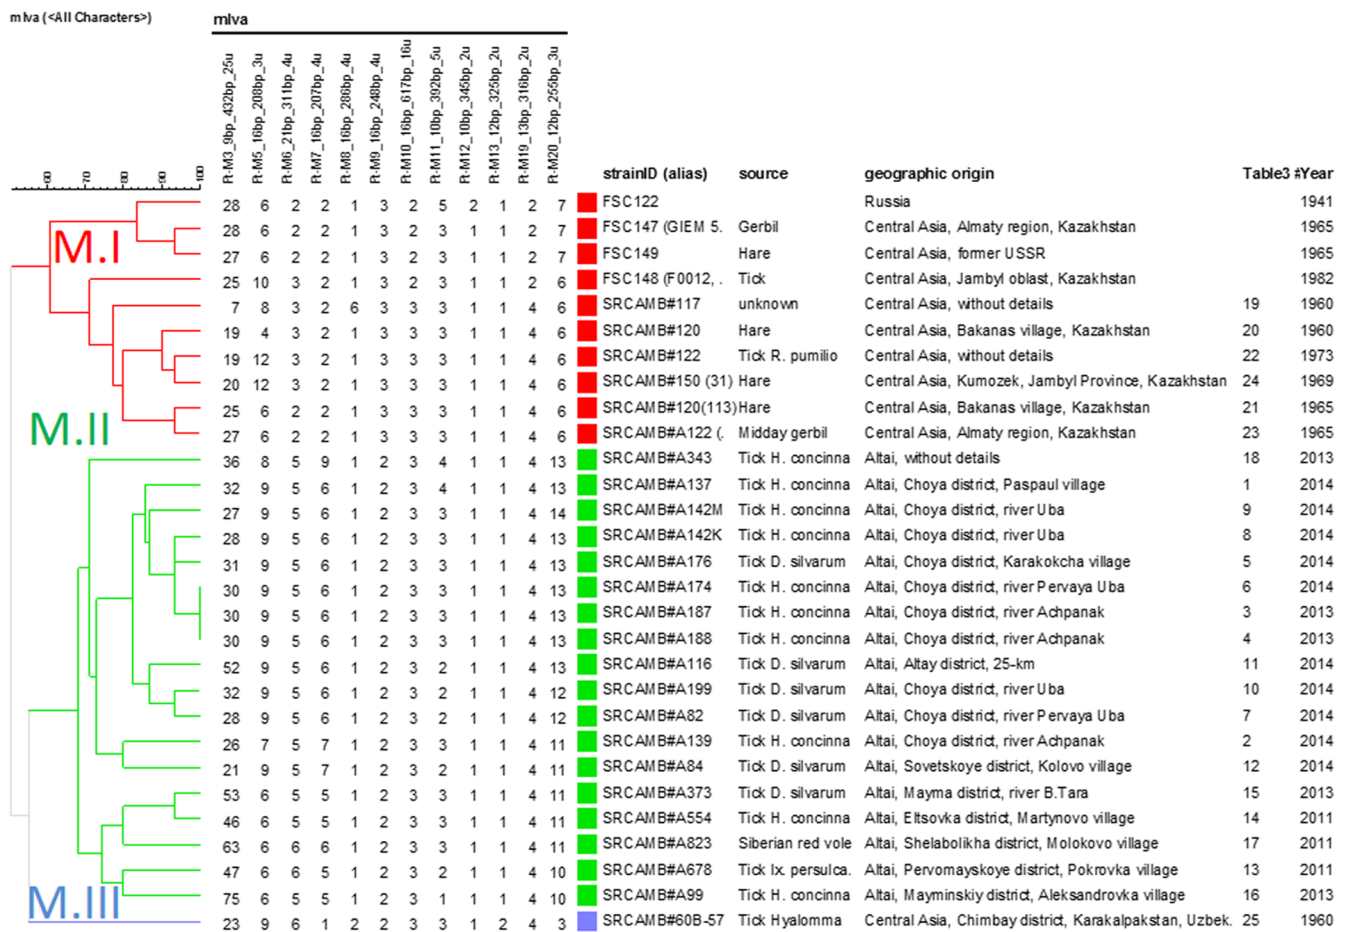 mlva (<All Characters>)
mlva
Ft-M3_9bp_432bp_25u
Ft-M5_16bp_208bp_3u
Ft-M6_21bp_311bp_4u
Ft-M7_16bp_207bp_4u
Ft-M8_16bp_286bp_4u
Ft-M9_16bp_248bp_4u
Ft-M10_16bp_617bp_16u
Ft-M11_10bp_392bp_5u
Ft-M12_10bp_345bp_2u
Ft-M13_12bp_325bp_2u
Ft-M19_13bp_316bp_2u
Ft-M20_12bp_255bp_3u
60 70 80 90 100
strainID (alias) source geographic origin Table3 #Year
28 6 2 2 1 3 2 5 2 1 2 7 FSC122 Russia 1941
28 6 2 2 1 3 2 3 1 1 2 7 FSC147 (GIEM 5. Gerbil Central Asia, Almaty region, Kazakhstan 1965
27 6 2 2 1 3 2 3 1 1 2 7 FSC149 Hare Central Asia, former USSR 1965
25 10 3 2 1 3 2 3 1 1 2 6 FSC148 (F0012, . Tick Central Asia, Jambyl oblast, Kazakhstan 1982
7 8 3 2 6 3 3 3 1 1 4 6 SRCAMB#117 unknown Central Asia, without details 19 1960
19 4 3 2 1 3 3 3 1 1 4 6 SRCAMB#120 Hare Central Asia, Bakanas village, Kazakhstan 20 1960
19 12 3 2 1 3 3 3 1 1 4 6 SRCAMB#122 Tick R. pumilio Central Asia, without details 22 1973
20 12 3 2 1 3 3 3 1 1 4 6 SRCAMB#150 (31) Hare Central Asia, Kumozek, Jambyl Province, Kazakhstan 24 1969
25 6 2 2 1 3 3 3 1 1 4 6 SRCAMB#120(113) Hare Central Asia, Bakanas village, Kazakhstan 21 1965
27 6 2 2 1 3 3 3 1 1 4 6 SRCAMB#A122 (. Midday gerbil Central Asia, Almaty region, Kazakhstan 23 1965
36 8 5 9 1 2 3 4 1 1 4 13 SRCAMB#A343 Tick H. concinna Altai, without details 18 2013
32 9 5 6 1 2 3 4 1 1 4 13 SRCAMB#A137 Tick H. concinna Altai, Choya district, Paspaul village 1 2014
27 9 5 6 1 2 3 3 1 1 4 14 SRCAMB#A142M Tick H. concinna Altai, Choya district, river Uba 9 2014
28 9 5 6 1 2 3 3 1 1 4 13 SRCAMB#A142K Tick H. concinna Altai, Choya district, river Uba 8 2014
31 9 5 6 1 2 3 3 1 1 4 13 SRCAMB#A176 Tick D. silvarum Altai, Choya district, Karakokcha village 5 2014
30 9 5 6 1 2 3 3 1 1 4 13 SRCAMB#A174 Tick H. concinna Altai, Choya district, river Pervaya Uba 6 2014
30 9 5 6 1 2 3 3 1 1 4 13 SRCAMB#A187 Tick H. concinna Altai, Choya district, river Achpanak 3 2013
30 9 5 6 1 2 3 3 1 1 4 13 SRCAMB#A188 Tick H. concinna Altai, Choya district, river Achpanak 4 2013
52 9 5 6 1 2 3 2 1 1 4 13 SRCAMB#A116 Tick D. silvarum Altai, Altay district, 25-km 11 2014
32 9 5 6 1 2 3 2 1 1 4 12 SRCAMB#A199 Tick D. silvarum Altai, Choya district, river Uba 10 2014
28 9 5 6 1 2 3 2 1 1 4 12 SRCAMB#A82 Tick D. silvarum Altai, Choya district, river Pervaya Uba 7 2014
26 7 5 7 1 2 3 3 1 1 4 11 SRCAMB#A139 Tick H. concinna Altai, Choya district, river Achpanak 2 2014
21 9 5 7 1 2 3 2 1 1 4 11 SRCAMB#A84 Tick D. silvarum Altai, Sovetskoye district, Kolovo village 12 2014
53 6 5 5 1 2 3 3 1 1 4 11 SRCAMB#A373 Tick D. silvarum Altai, Mayma district, river B.Tara 15 2013
46 6 5 5 1 2 3 3 1 1 4 11 SRCAMB#A554 Tick H. concinna Altai, Eltsovka district, Martynovo village 14 2011
63 6 6 6 1 2 3 3 1 1 4 11 SRCAMB#A823 Siberian red vole Altai, Shelabolikha district, Molokovo village 17 2011
47 6 6 5 1 2 3 2 1 1 4 10 SRCAMB#A678 Tick Ix. persulca. Altai, Pervomayskoye district, Pokrovka village 13 2011
75 6 5 5 1 2 3 1 1 1 4 10 SRCAMB#A99 Tick H. concinna Altai, Mayminskiy district, Aleksandrovka village 16 2013
23 9 6 1 2 2 3 3 1 2 4 3 SRCAMB#60B-57 Tick Hyalomma Central Asia, Chimbay district, Karakalpakstan, Uzbek. 25 1960
M.I
M.II
M.III